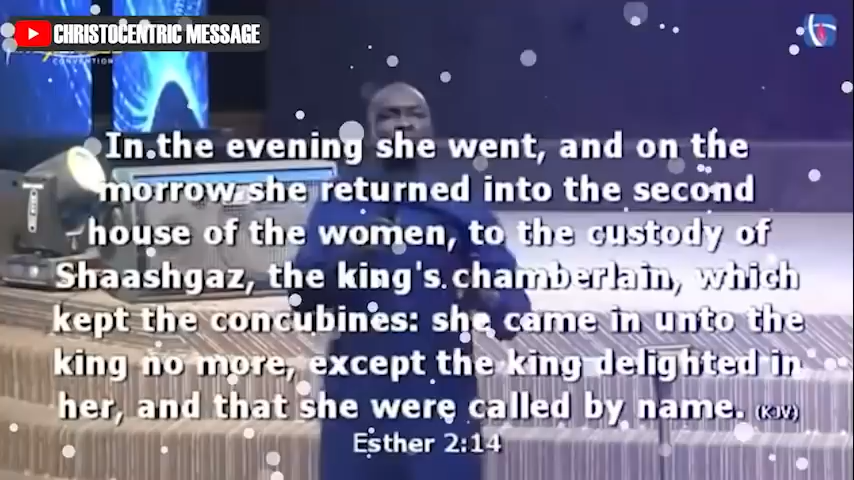 CHRISTOCENTRIC MESSAGE
CONVENTION
In the evening she went, and on the
morrow she returned into the second
house of the women, to the custody of
Shaashgaz, the king's chamberlain, which
kept the concubines: she came in unto the
king no more, except the king delighted in
her, and that she were called by name. (KJV)
Esther 2:14